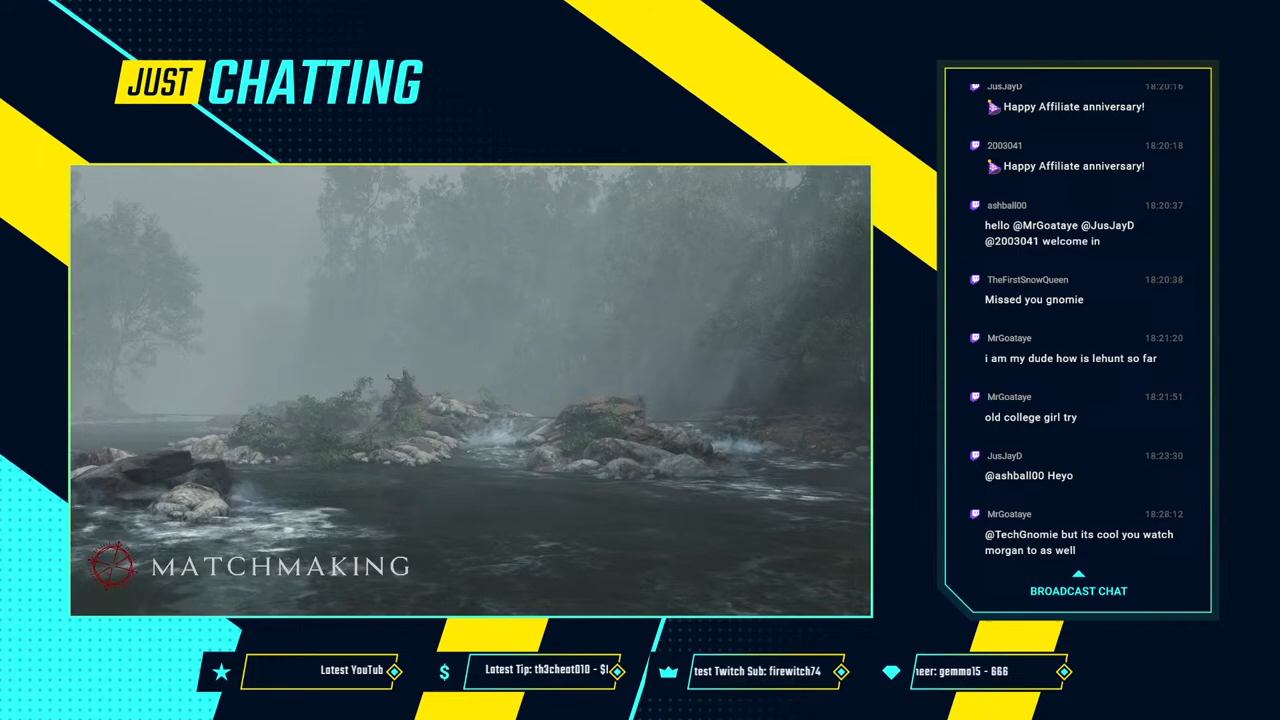 JUST CHATTING
JusJayD 18:20:16
Happy Affiliate anniversary!
2003041 18:20:18
Happy Affiliate anniversary!
ashball00 18:20:37
hello @MrGoataye @JusJayD
@2003041 welcome in
TheFirstSnowQueen 18:20:38
Missed you gnomie
MrGoataye 18:21:20
i am my dude how is lehunt so far
MrGoataye 18:21:51
old college girl try
JusJayD 18:23:30
@ashball00 Heyo
MrGoataye 18:28:12
@TechGnomie but its cool you watch
morgan to as well
BROADCAST CHAT
MATCHMAKING
Latest YouTub
$
Latest Tip: th3cheat010 - $
test Twitch Sub: firewitch74
heer: gemma15 - 666